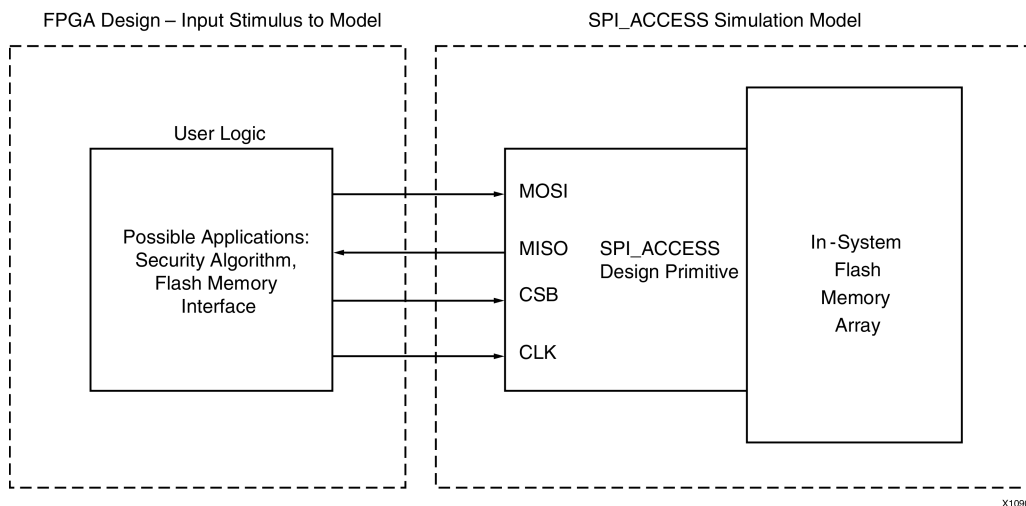 FPGA Design – Input Stimulus to Model
SPI_ACCESS Simulation Model
User Logic
Possible Applications:
Security Algorithm,
Flash Memory
Interface
MOSI
MISO
CSB
CLK
SPI_ACCESS
Design Primitive
In-System
Flash
Memory
Array